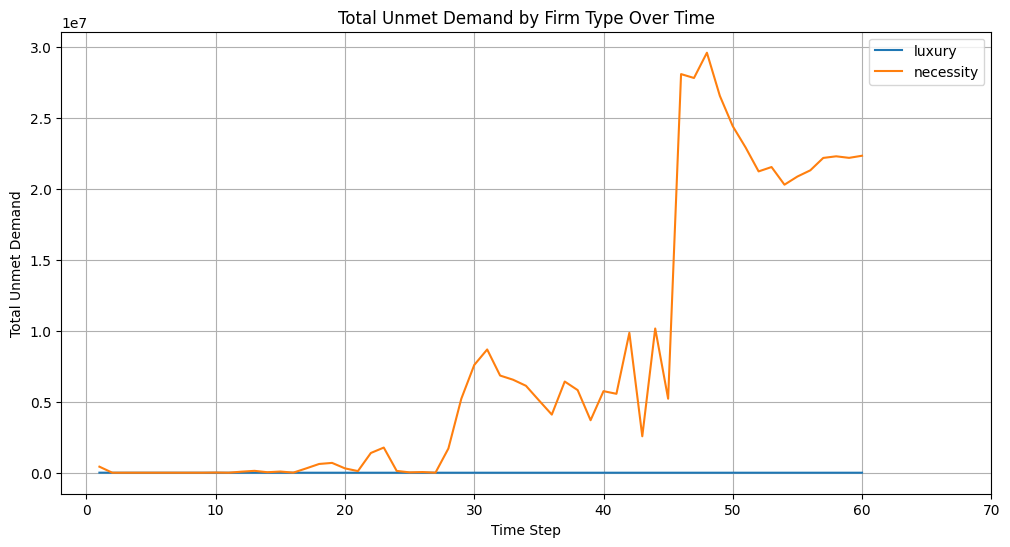 Total Unmet Demand by Firm Type Over Time
1e7
3.0
2.5
2.0
1.5
1.0
0.5
0.0
Total Unmet Demand
luxury
necessity
0 10 20 30 40 50 60 70
Time Step